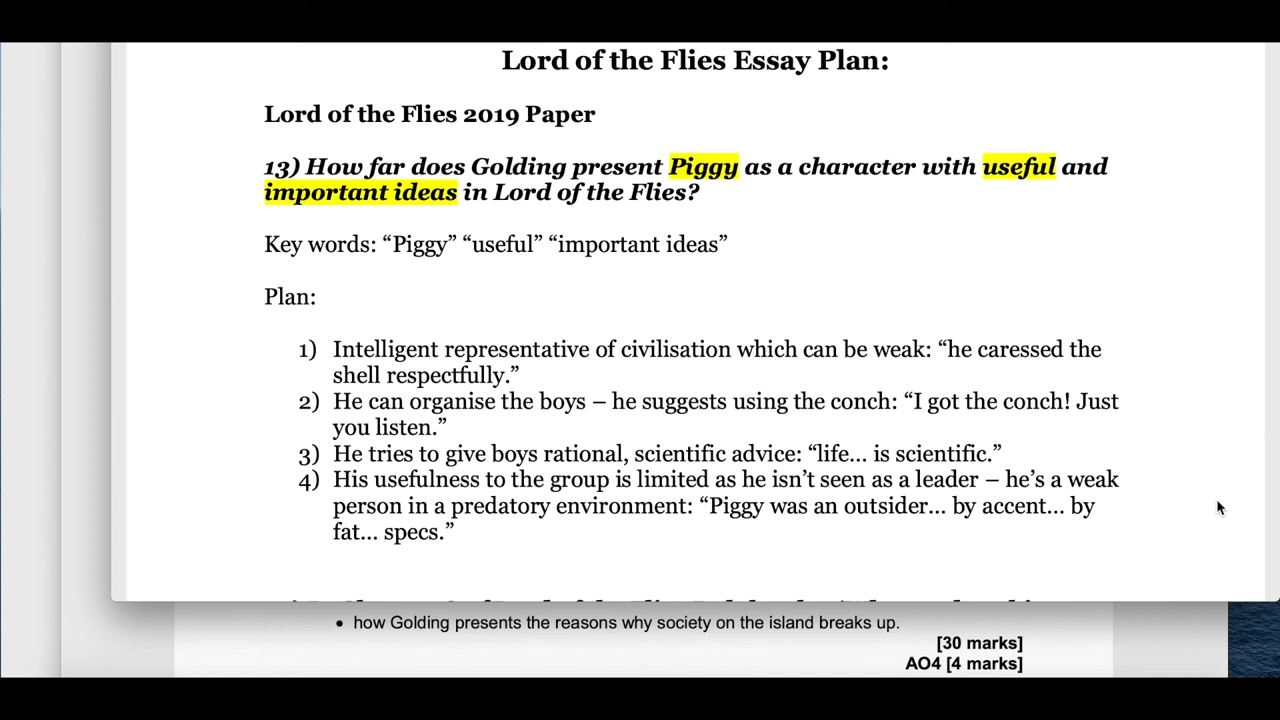 Lord of the Flies Essay Plan:
Lord of the Flies 2019 Paper
13) How far does Golding present Piggy as a character with useful and
important ideas in Lord of the Flies?
Key words: “Piggy” “useful” “important ideas”
Plan:
1) Intelligent representative of civilisation which can be weak: “he caressed the
shell respectfully.”
2) He can organise the boys – he suggests using the conch: “I got the conch! Just
you listen.”
3) He tries to give boys rational, scientific advice: “life… is scientific.”
4) His usefulness to the group is limited as he isn’t seen as a leader – he’s a weak
person in a predatory environment: “Piggy was an outsider… by accent… by
fat… specs.”
• how Golding presents the reasons why society on the island breaks up.
[30 marks]
AO4 [4 marks]